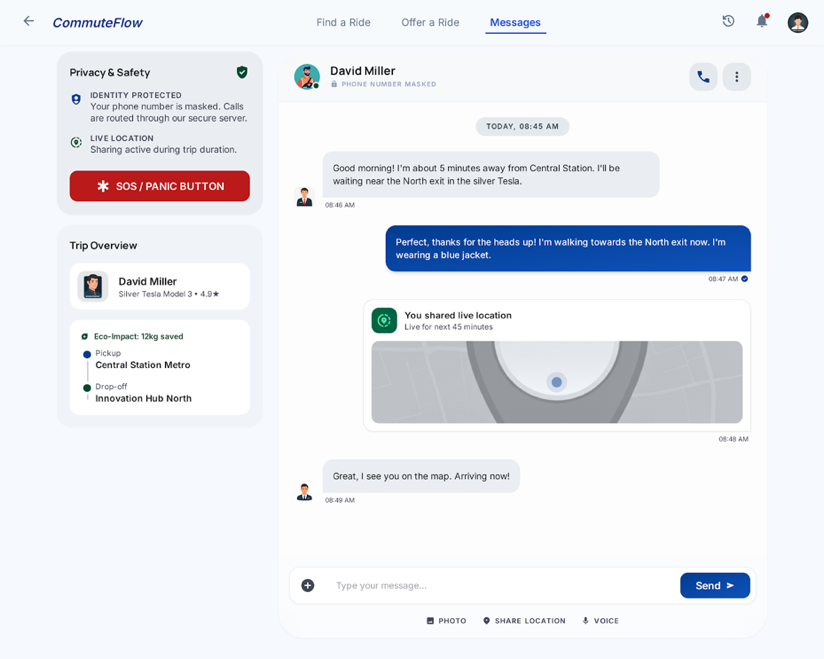 CommuteFlow
Find a Ride
Offer a Ride
Messages
Privacy & Safety
IDENTITY PROTECTED
Your phone number is masked. Calls
are routed through our secure server.
LIVE LOCATION
Sharing active during trip duration.
SOS / PANIC BUTTON
Trip Overview
David Miller
Silver Tesla Model 3 • 4.9★
Eco-Impact: 12kg saved
Pickup
Central Station Metro
Drop-off
Innovation Hub North
David Miller
PHONE NUMBER MASKED
TODAY, 08:45 AM
Good morning! I'm about 5 minutes away from Central Station. I'll be
waiting near the North exit in the silver Tesla.
08:46 AM
Perfect, thanks for the heads up! I'm walking towards the North exit now. I'm
wearing a blue jacket.
08:47 AM
You shared live location
Live for next 45 minutes
08:48 AM
Great, I see you on the map. Arriving now!
08:49 AM
Type your message...
Send
PHOTO
SHARE LOCATION
VOICE